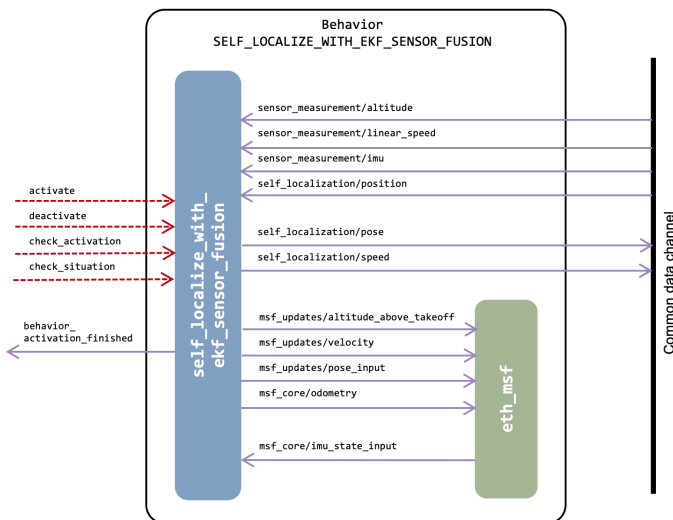 Behavior
SELF_LOCALIZE_WITH_EKF_SENSOR_FUSION
sensor_measurement/altitude
sensor_measurement/linear_speed
sensor_measurement/imu
self_localization/position
activate
deactivate
check_activation
check_situation
self_localize_with_
ekf_sensor_fusion
self_localization/pose
self_localization/speed
Common data channel
behavior_
activation_finished
msf_updates/altitude_above_takeoff
msf_updates/velocity
msf_updates/pose_input
msf_core/odometry
msf_core/imu_state_input
eth_msf